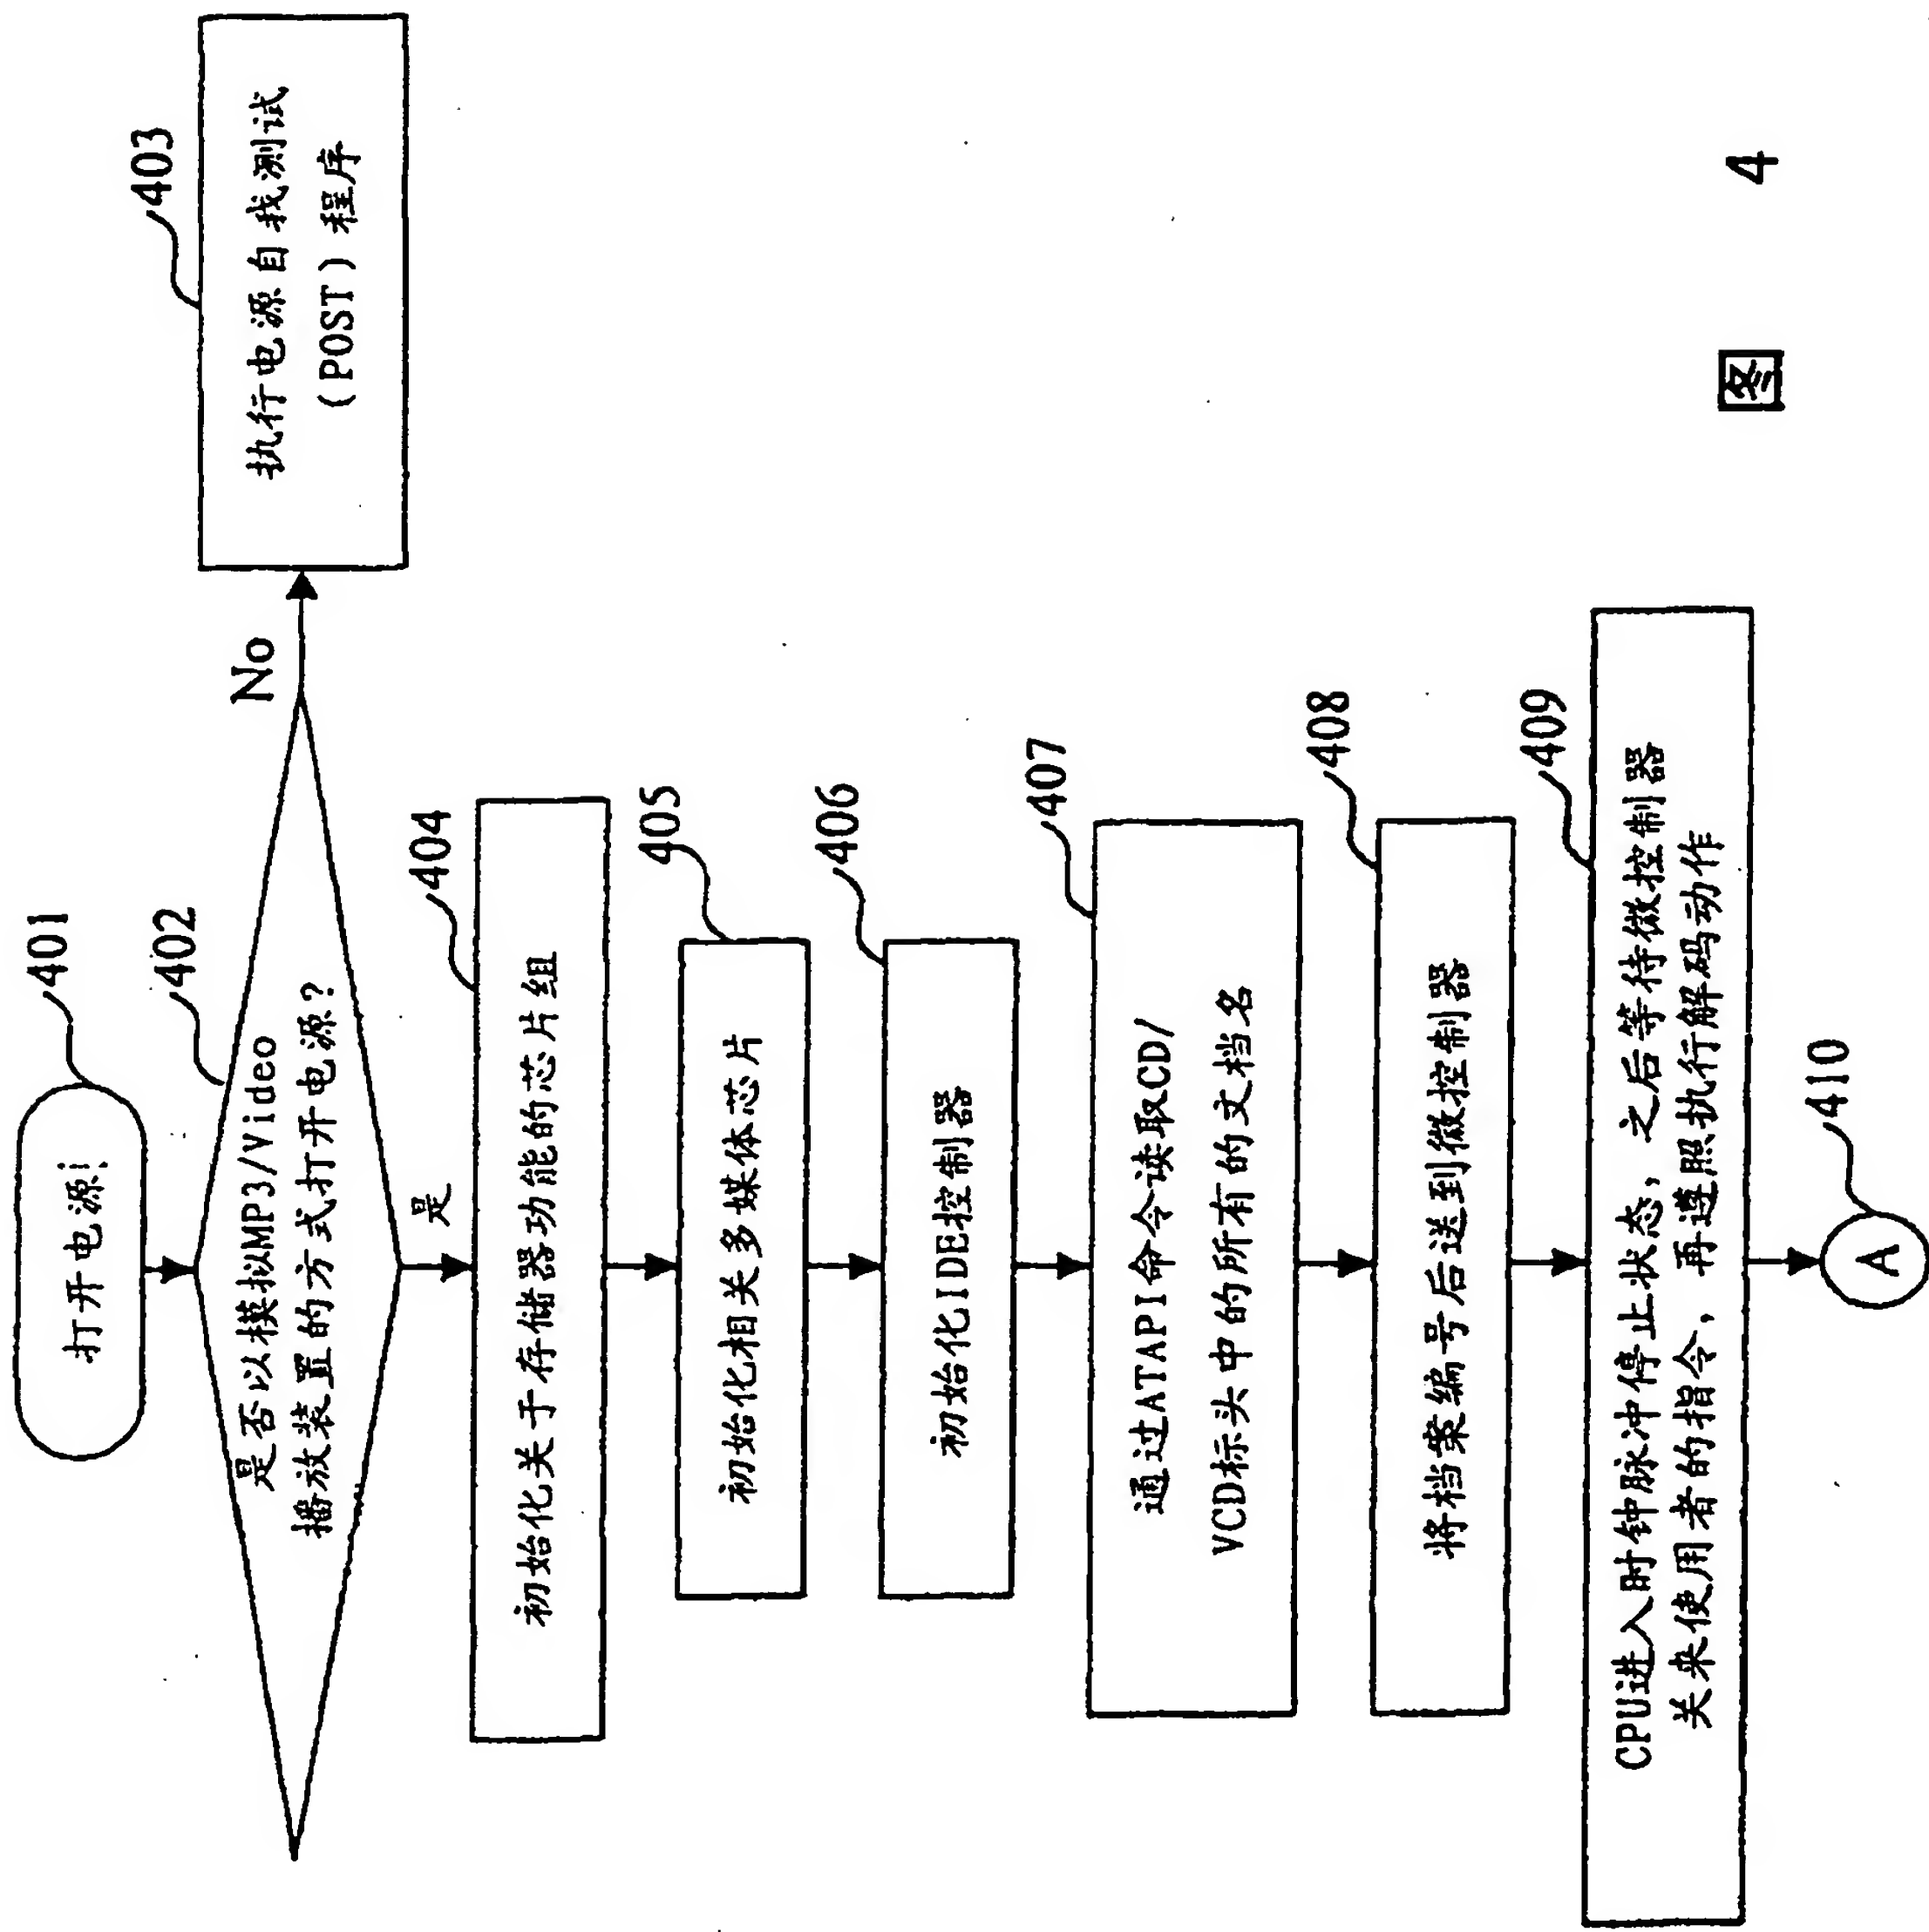 打开电源
401
是否以模拟MP3/Video
播放装置的方式打开电源？
402
No
执行电源自我测试
(POST)程序
403
是
初始化关于存储器功能的芯片组
404
初始化相关多媒体芯片
405
初始化IDE控制器
406
通过ATAPI命令读取CD/
VCD标头中的所有的文档名
407
将档案编号后送到微控制器
408
CPU进入时钟脉冲停止状态，之后等待微控制器
关来使用者的指令，再遵照执行解码动作
409
A
410
图 4